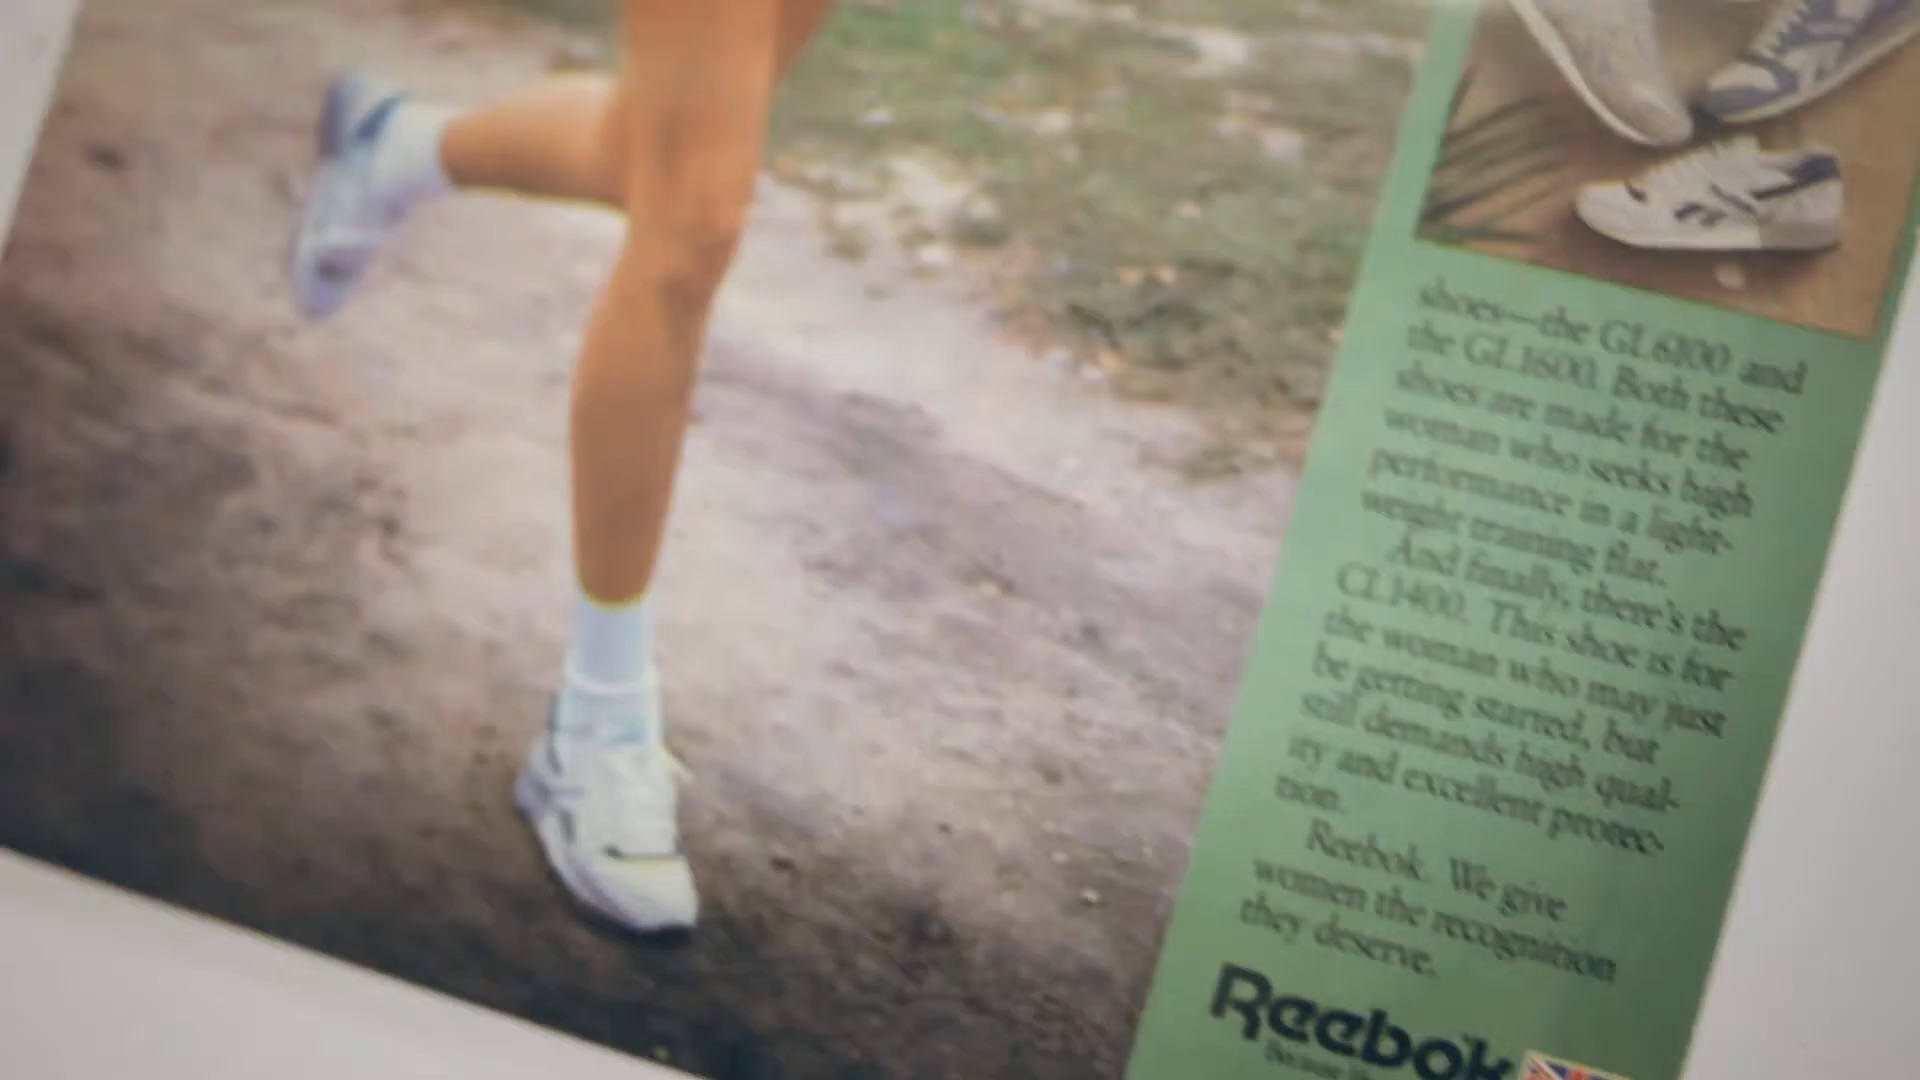 shoes—the GL6100 and
the GL1600. Both these
shoes are made for the
woman who seeks high
performance in a light-
weight training flat.
And finally, there's the
CL1400. This shoe is for
the woman who may just
be getting started, but
still demands high qual-
ity and excellent protec-
tion.
Reebok. We give
women the recognition
they deserve.
Reebok